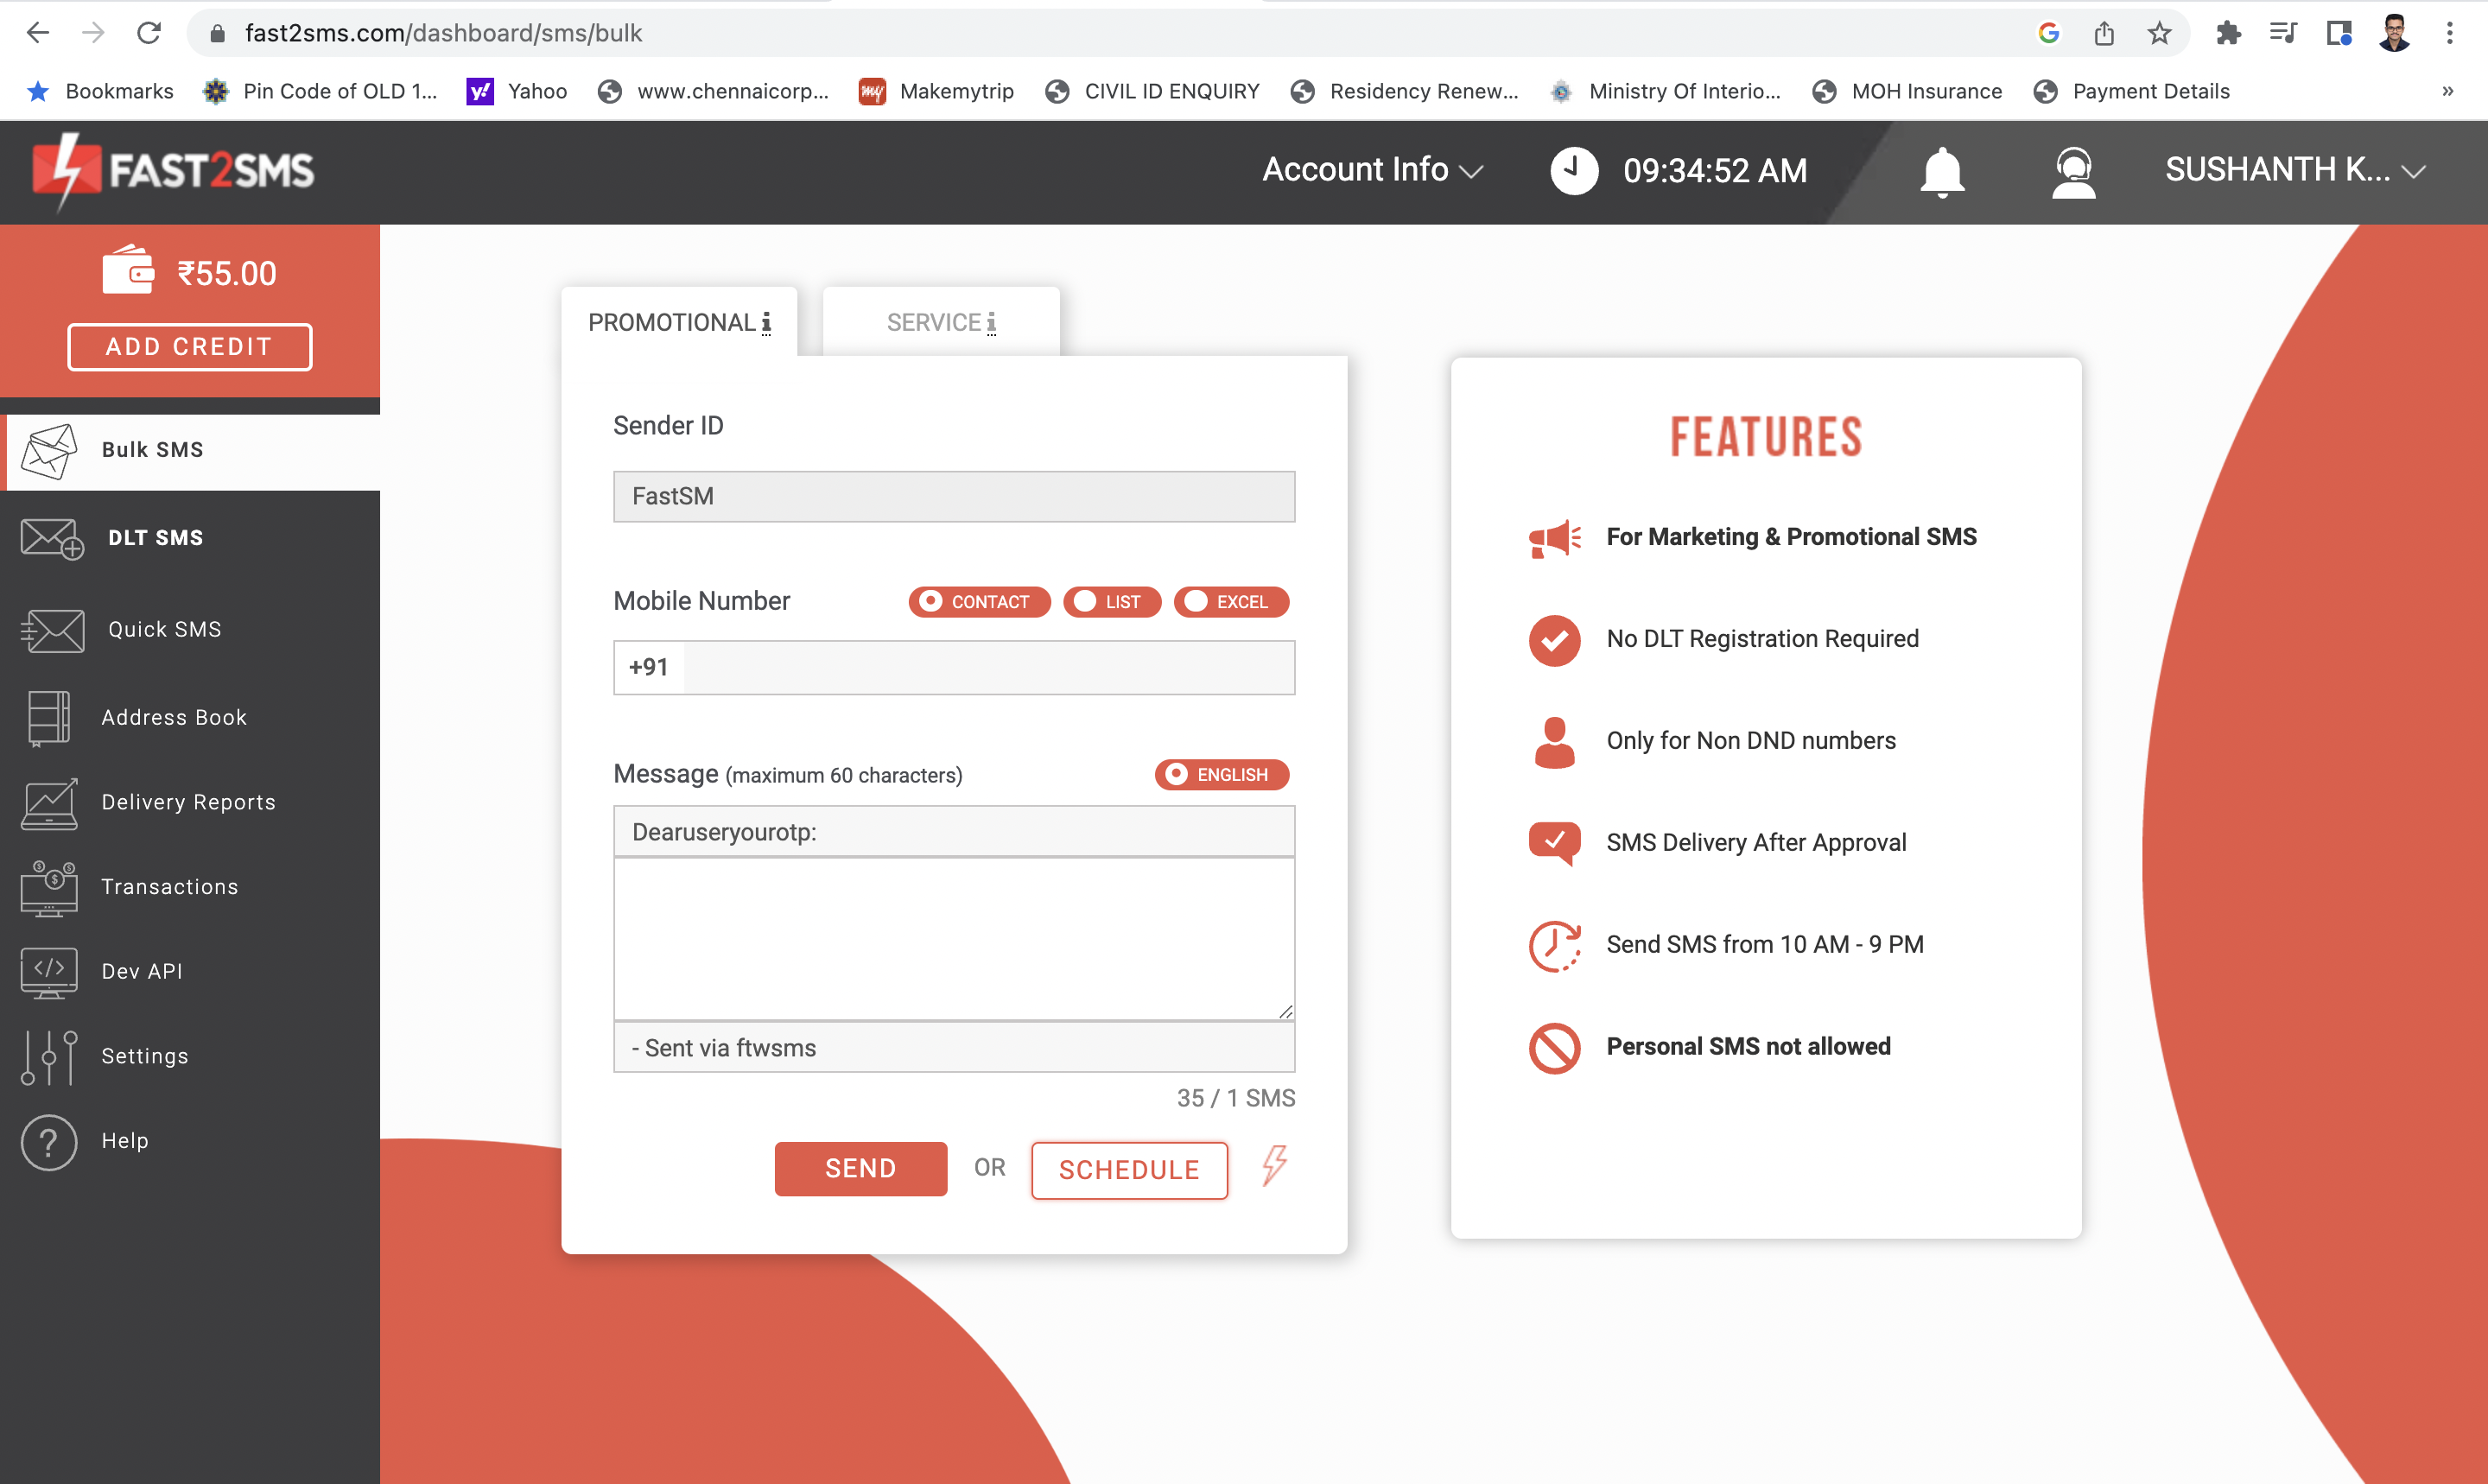 fast2sms.com/dashboard/sms/bulk
Bookmarks
Pin Code of OLD 1...
Yahoo
www.chennaicorp...
my Makemytrip
CIVIL ID ENQUIRY
Residency Renew...
Ministry Of Interio...
MOH Insurance
Payment Details
»
FAST2SMS
Account Info
09:34:52 AM
SUSHANTH K...
₹55.00
ADD CREDIT
Bulk SMS
DLT SMS
Quick SMS
Address Book
Delivery Reports
Transactions
Dev API
Settings
Help
PROMOTIONAL i
SERVICE i
Sender ID
FastSM
Mobile Number
CONTACT
LIST
EXCEL
+91
Message (maximum 60 characters)
ENGLISH
Dearuseryourotp:
- Sent via ftwsms
35 / 1 SMS
SEND
OR
SCHEDULE
FEATURES
For Marketing & Promotional SMS
No DLT Registration Required
Only for Non DND numbers
SMS Delivery After Approval
Send SMS from 10 AM - 9 PM
Personal SMS not allowed